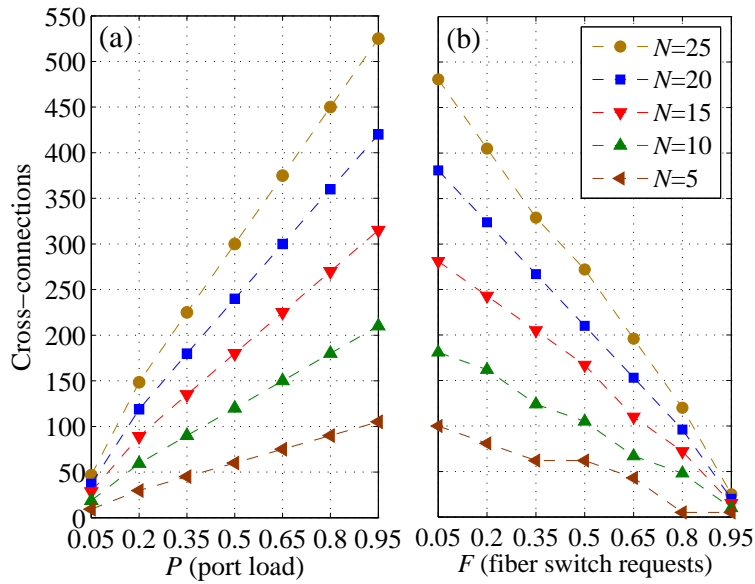 550
500
450
400
350
300
250
200
150
100
50
0
Cross−connections
(a)
0.05 0.2 0.35 0.5 0.65 0.8 0.95
P (port load)
(b)
N=25
N=20
N=15
N=10
N=5
0.05 0.2 0.35 0.5 0.65 0.8 0.95
F (fiber switch requests)